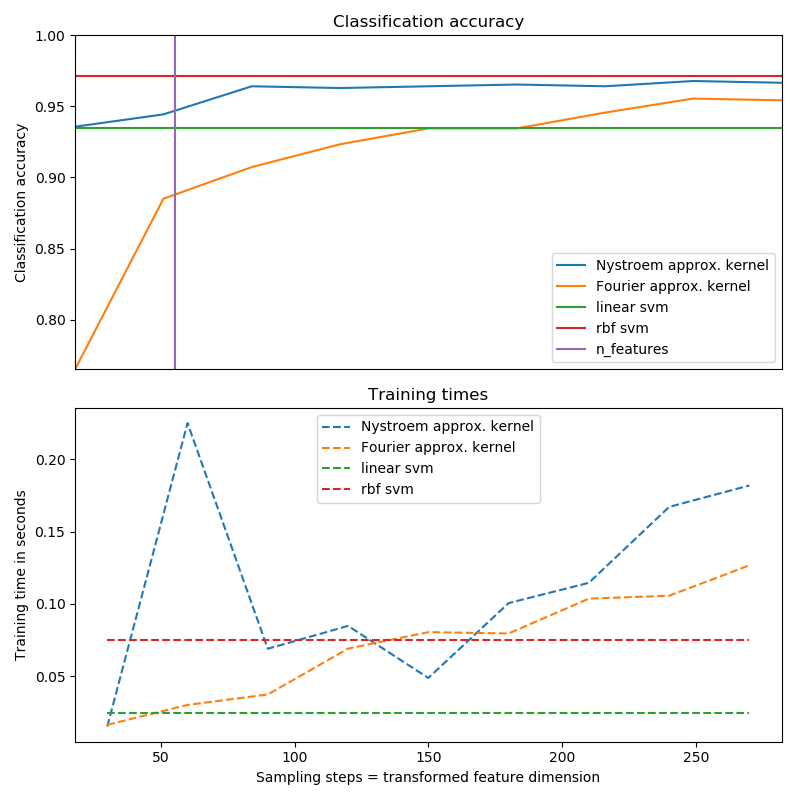 Classification accuracy
Classification accuracy
1.00
0.95
0.90
0.85
0.80
Nystroem approx. kernel
Fourier approx. kernel
linear svm
rbf svm
n_features
Training times
Training time in seconds
0.20
0.15
0.10
0.05
Nystroem approx. kernel
Fourier approx. kernel
linear svm
rbf svm
50 100 150 200 250
Sampling steps = transformed feature dimension